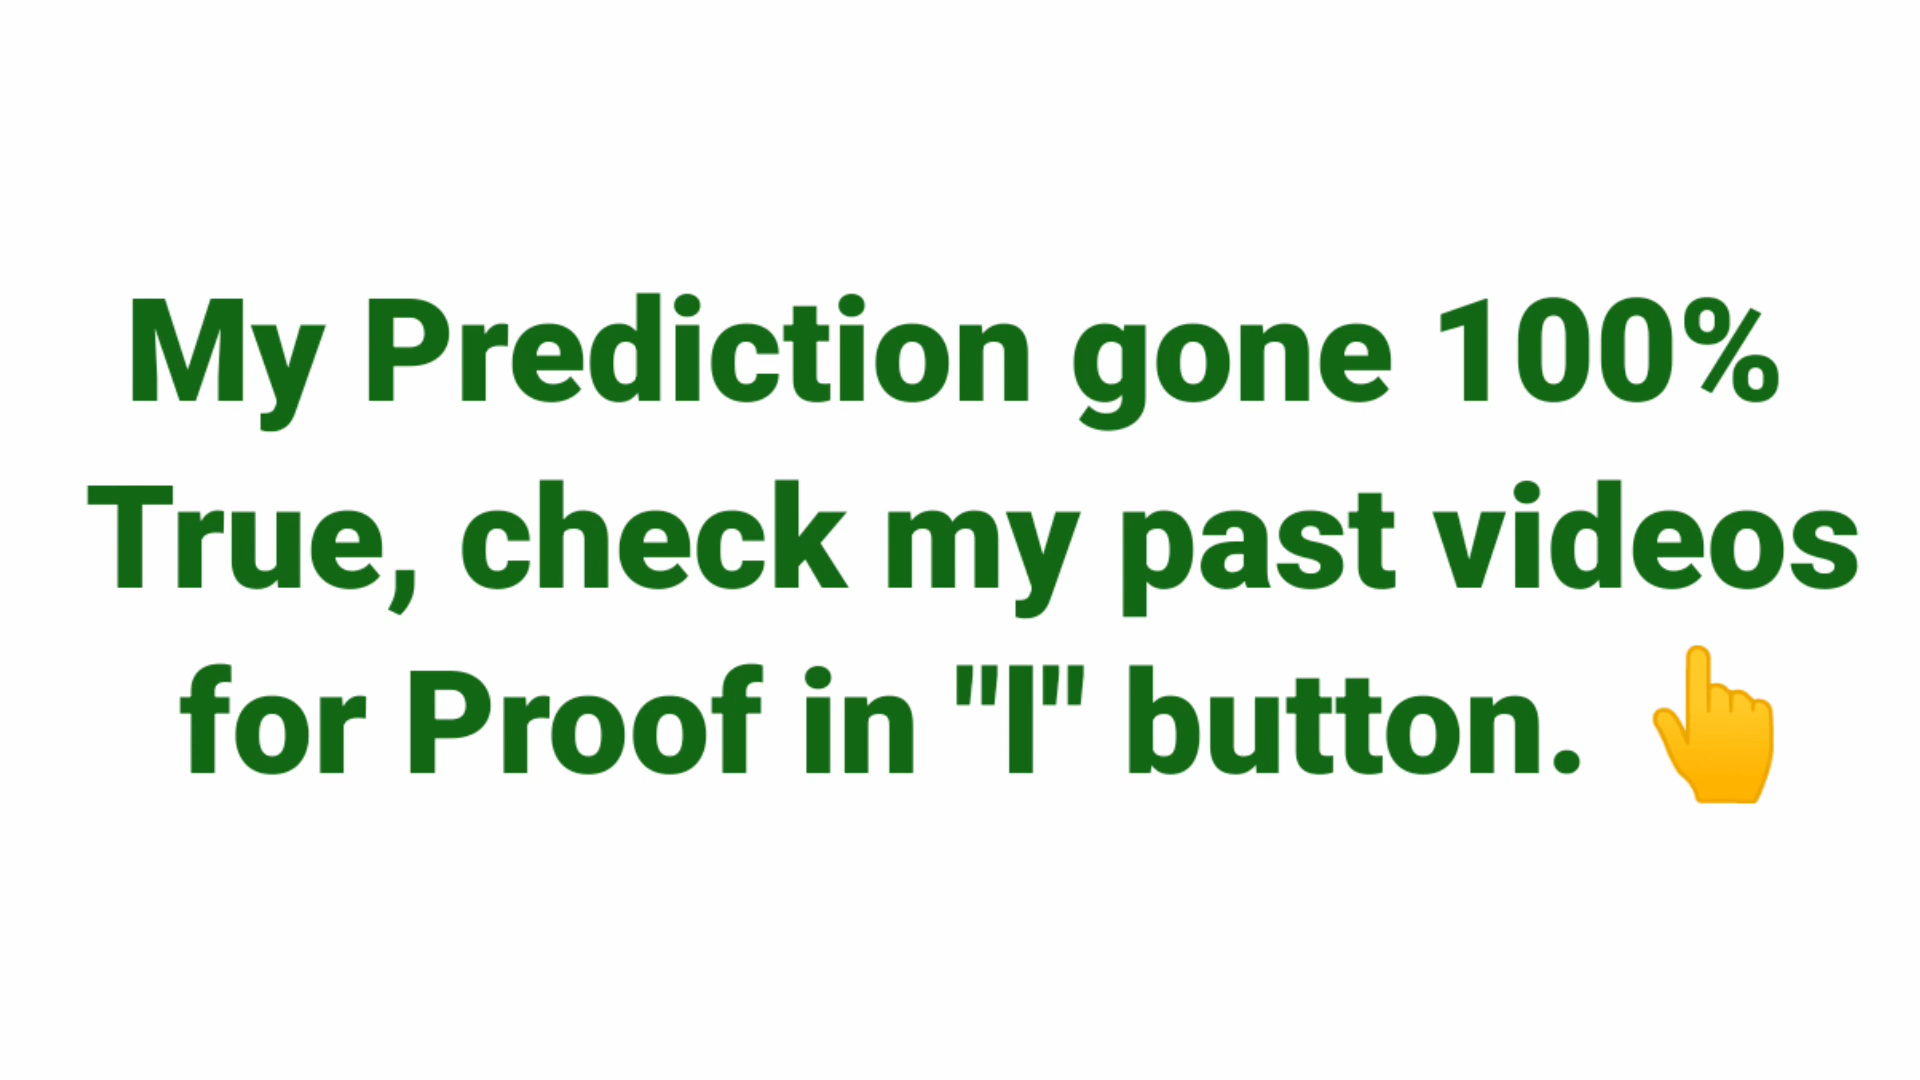 My Prediction gone 100%
True, check my past videos
for Proof in "I" button. 👆